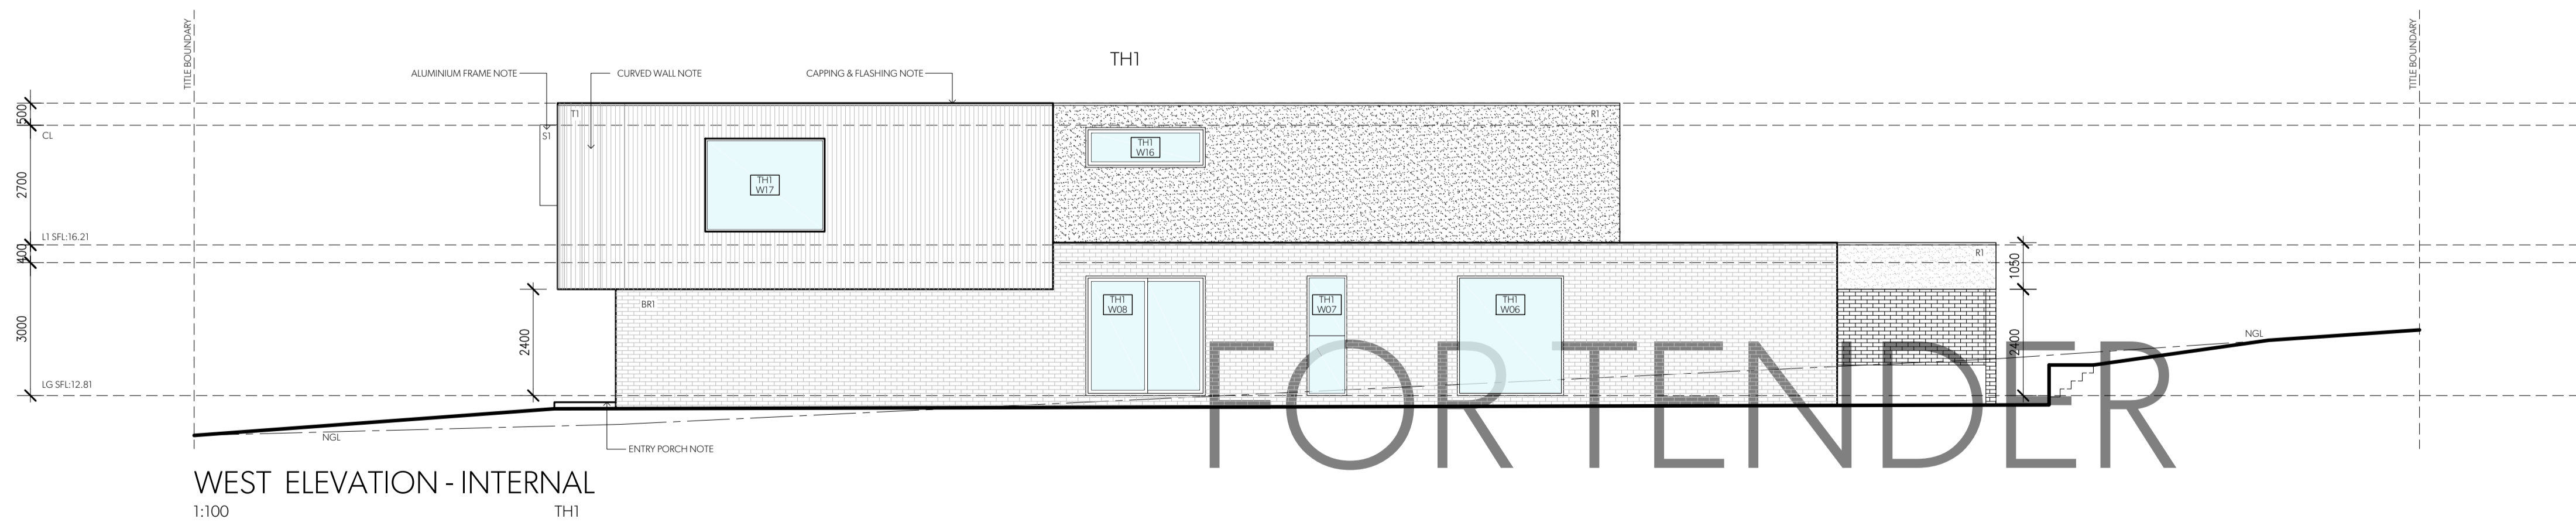 TH1
TITLE BOUNDARY
TITLE BOUNDARY
ALUMINIUM FRAME NOTE
CURVED WALL NOTE
CAPPING & FLASHING NOTE
500
CL
S1
T1
R1
TH1
W16
2700
TH1
W17
L1 SFL:16.21
400
R1
1050
BR1
TH1
W08
TH1
W07
TH1
W06
3000
2400
2400
NGL
LG SFL:12.81
FOR TENDER
NGL
ENTRY PORCH NOTE
WEST ELEVATION - INTERNAL
1:100
TH1